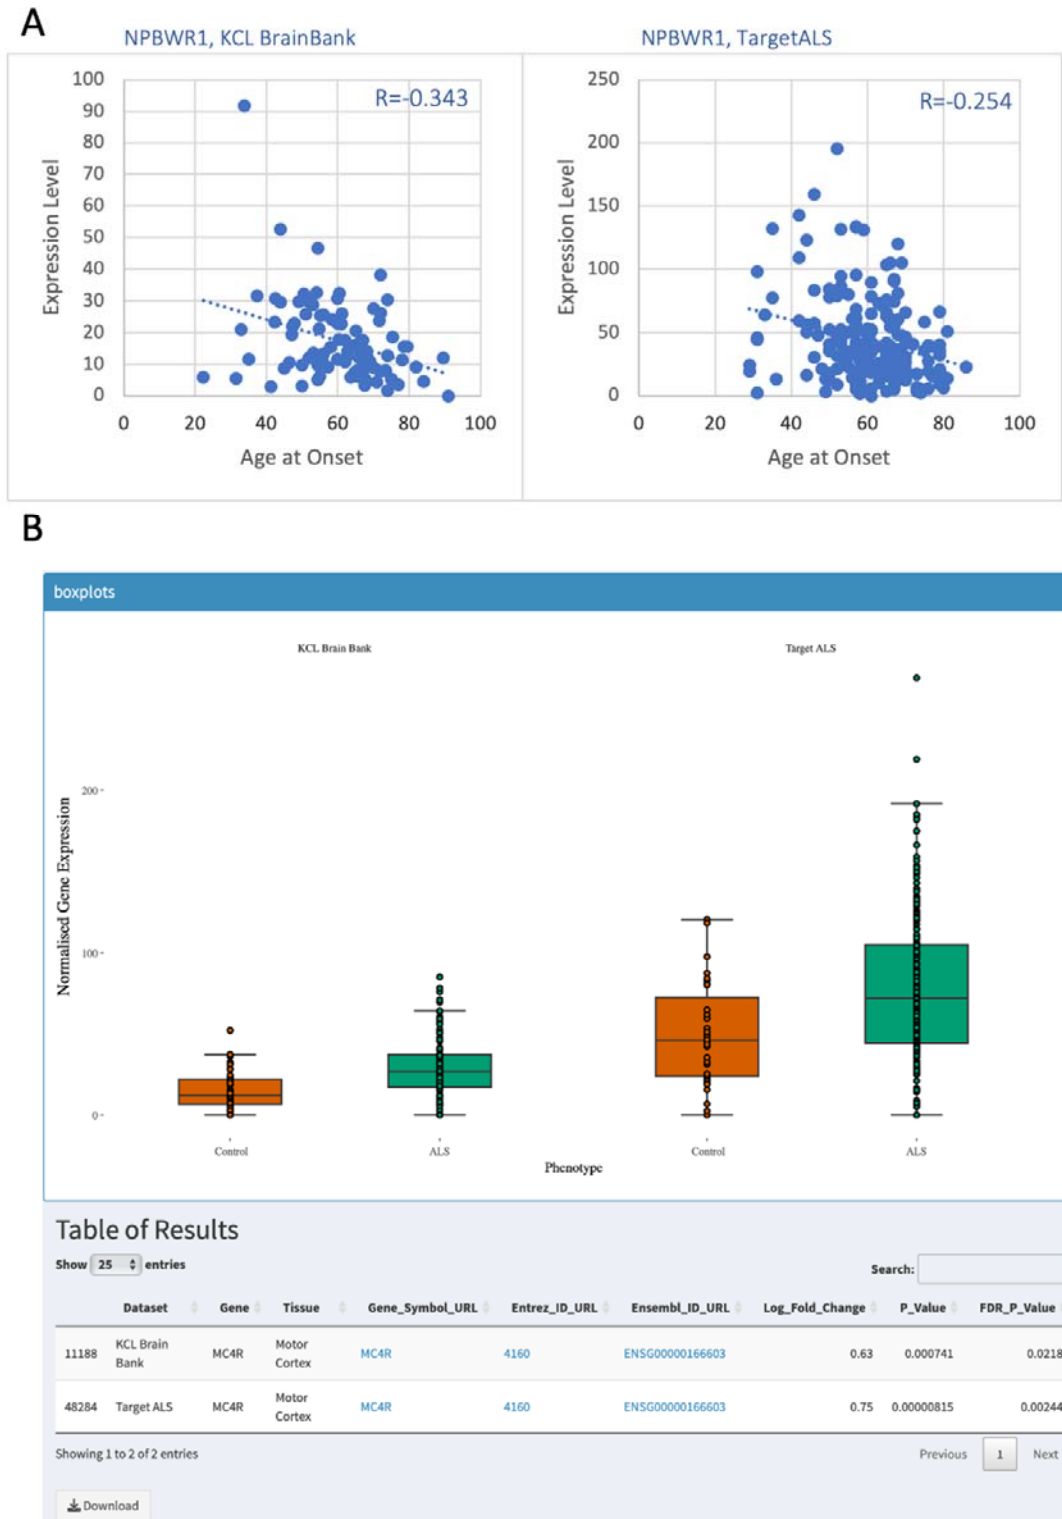 A
NPBWR1, KCL BrainBank
R=-0.343
100
90
80
70
60
50
40
30
20
10
0
Expression Level
0 20 40 60 80 100
Age at Onset
NPBWR1, TargetALS
R=-0.254
250
200
150
100
50
0
Expression Level
0 20 40 60 80 100
Age at Onset
B
boxplots
KCL Brain Bank
Target ALS
Normalised Gene Expression
200
100
0
Control ALS Control ALS
Phenotype
Table of Results
Show 25 entries
Search:
Dataset Gene Tissue Gene_Symbol_URL Entrez_ID_URL Ensembl_ID_URL Log_Fold_Change P_Value FDR_P_Value
11188 KCL Brain Bank MC4R Motor Cortex MC4R 4160 ENSG00000166603 0.63 0.000741 0.0218
48284 Target ALS MC4R Motor Cortex MC4R 4160 ENSG00000166603 0.75 0.00000815 0.00244
Showing 1 to 2 of 2 entries
Previous 1 Next
Download